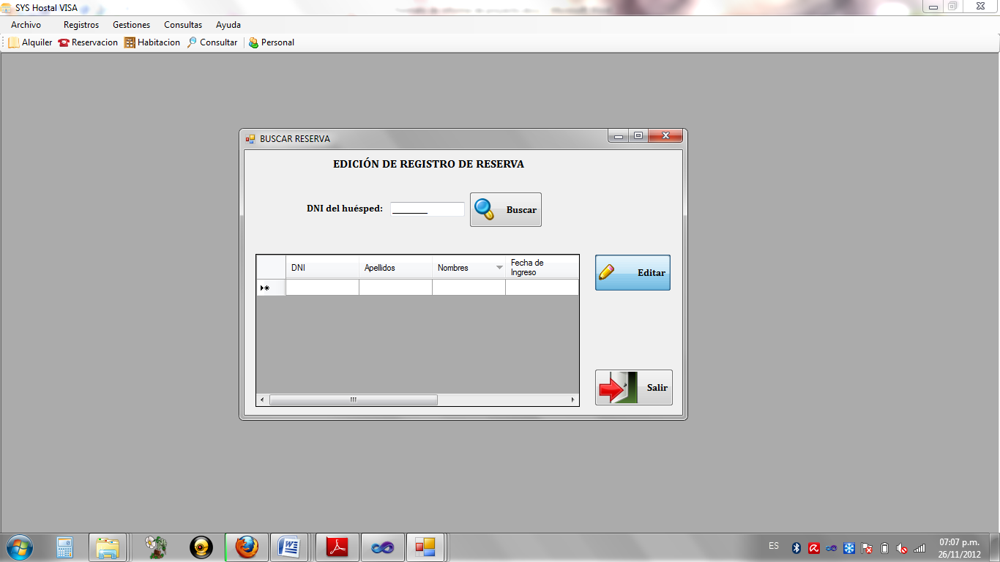 SYS Hostal VISA
Archivo Registros Gestiones Consultas Ayuda
Alquiler Reservacion Habitacion Consultar Personal
BUSCAR RESERVA
EDICIÓN DE REGISTRO DE RESERVA
DNI del huésped: ________ Buscar
DNI Apellidos Nombres Fecha de Ingreso
Editar
Salir
ES
07:07 p.m.
26/11/2012